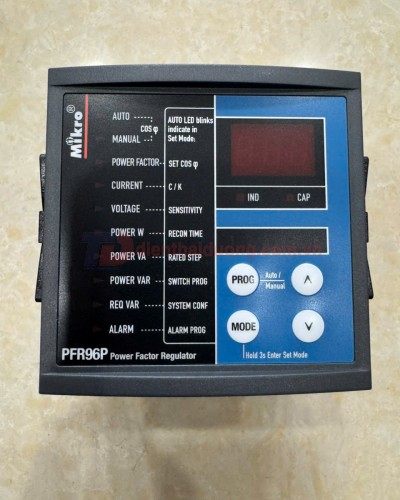 Mikro®
AUTO
COS φ
MANUAL
AUTO LED blinks
indicate in
Set Mode:
POWER FACTOR SET COS φ
CURRENT C / K
VOLTAGE SENSITIVITY
POWER W RECON TIME
POWER VA RATED STEP
POWER VAR SWITCH PROG
REQ VAR SYSTEM CONF
ALARM ALARM PROG
PFR96P Power Factor Regulator
IND CAP
PROG
Auto /
Manual
MODE
Hold 3s Enter Set Mode